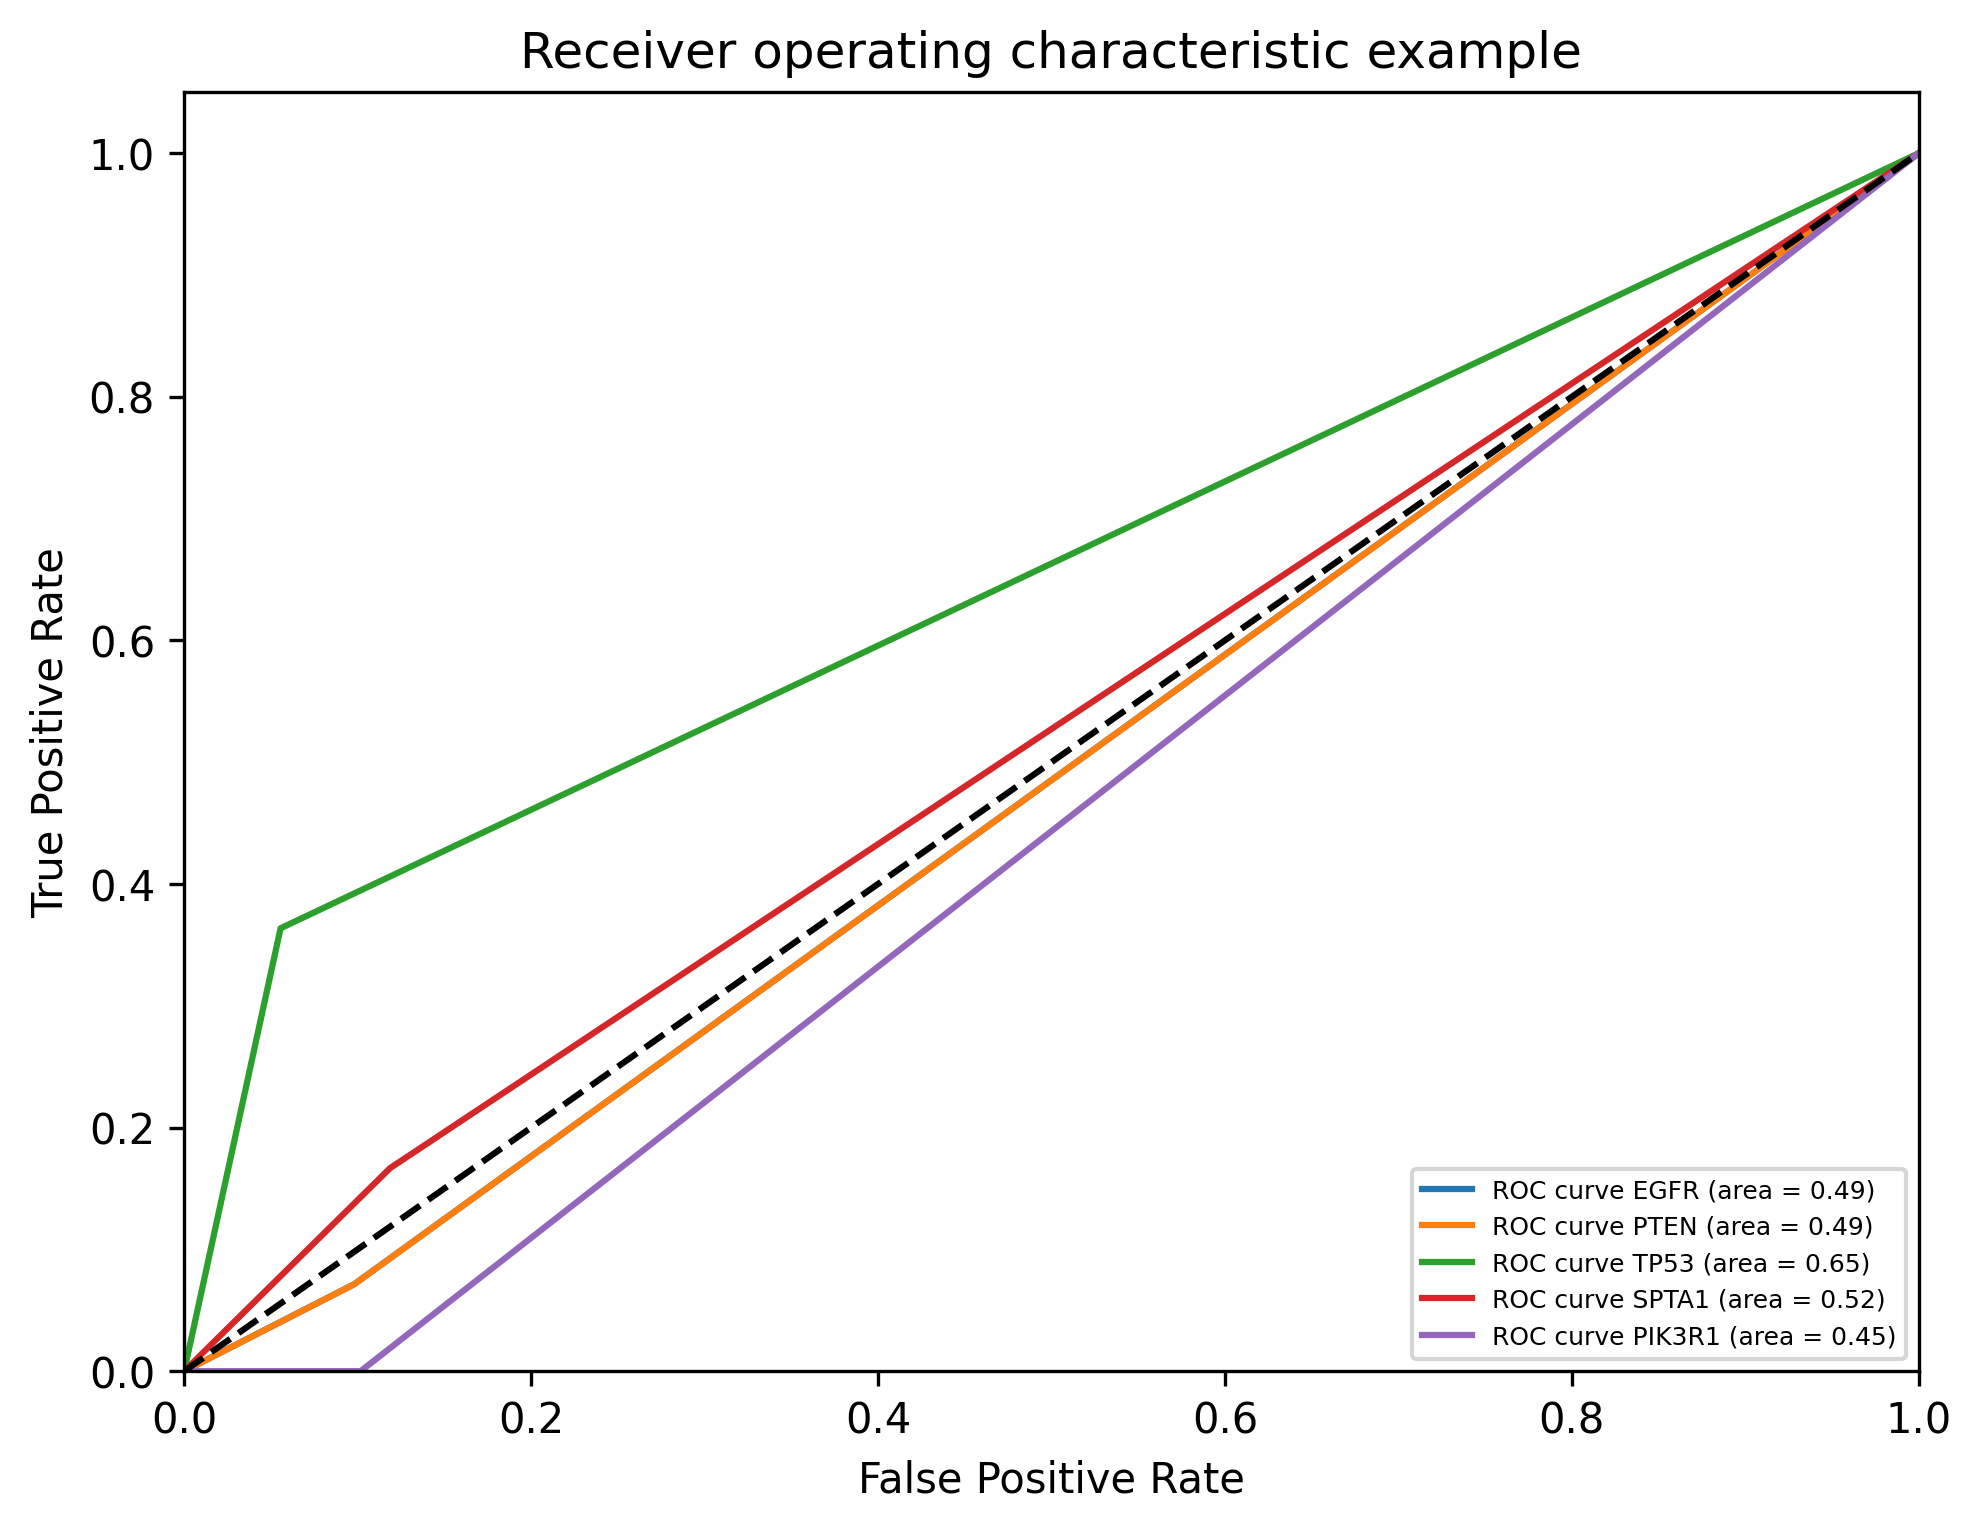 Receiver operating characteristic example
1.0
0.8
0.6
0.4
0.2
0.0
True Positive Rate
0.0 0.2 0.4 0.6 0.8 1.0
False Positive Rate
ROC curve EGFR (area = 0.49)
ROC curve PTEN (area = 0.49)
ROC curve TP53 (area = 0.65)
ROC curve SPTA1 (area = 0.52)
ROC curve PIK3R1 (area = 0.45)